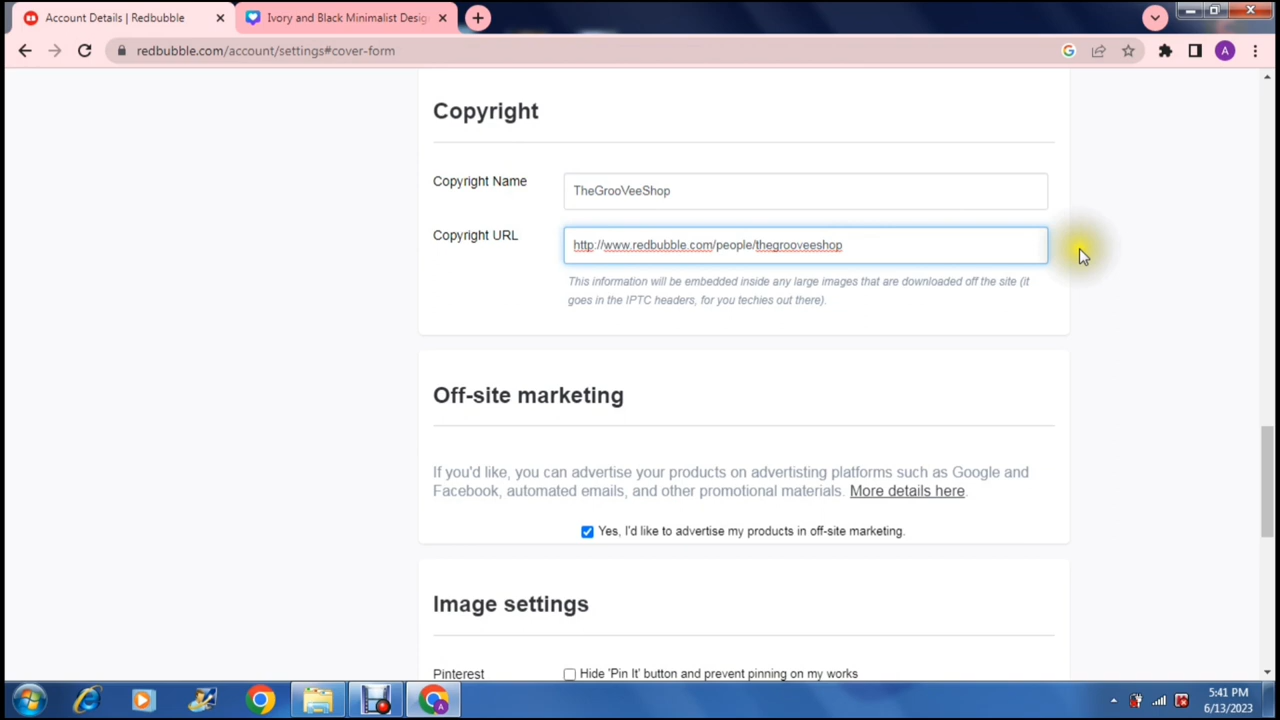 Account Details | Redbubble
Ivory and Black Minimalist Desig
redbubble.com/account/settings#cover-form
A
Copyright
Copyright Name
TheGrooVeeShop
Copyright URL
http://www.redbubble.com/people/thegrooveeshop
This information will be embedded inside any large images that are downloaded off the site (it
goes in the IPTC headers, for you techies out there).
Off-site marketing
If you'd like, you can advertise your products on advertisting platforms such as Google and
Facebook, automated emails, and other promotional materials. More details here.
Yes, I'd like to advertise my products in off-site marketing.
Image settings
Pinterest
Hide 'Pin It' button and prevent pinning on my works
A
5:41 PM
6/13/2023